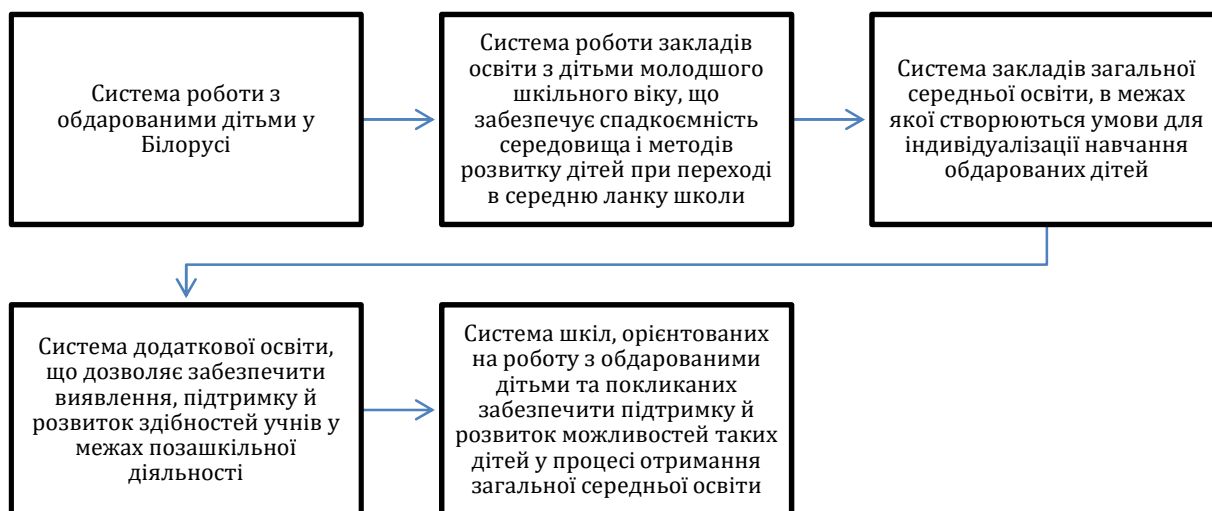 Система роботи з
обдарованими дітьми у
Білорусі
Система роботи закладів
освіти з дітьми молодшого
шкільного віку, що
забезпечує спадкоємність
середовища і методів
розвитку дітей при переході
в середню ланку школи
Система закладів загальної
середньої освіти, в межах
якої створюються умови для
індивідуалізації навчання
обдарованих дітей
Система додаткової освіти,
що дозволяє забезпечити
виявлення, підтримку й
розвиток здібностей учнів у
межах позашкільної
діяльності
Система шкіл, орієнтованих
на роботу з обдарованими
дітьми та покликаних
забезпечити підтримку й
розвиток можливостей таких
дітей у процесі отримання
загальної середньої освіти